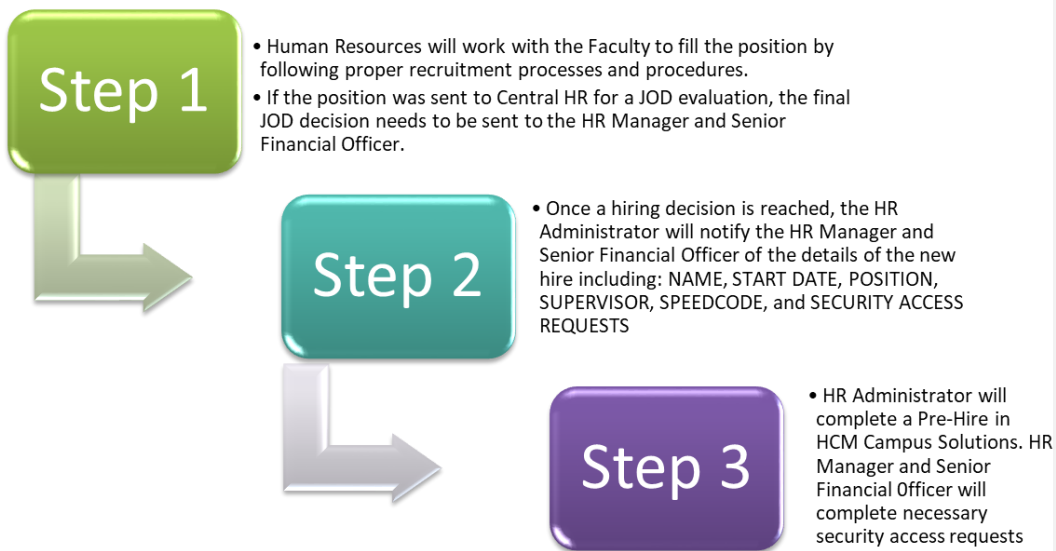 Step 1
• Human Resources will work with the Faculty to fill the position by
following proper recruitment processes and procedures.
• If the position was sent to Central HR for a JOD evaluation, the final
JOD decision needs to be sent to the HR Manager and Senior
Financial Officer.
Step 2
• Once a hiring decision is reached, the HR
Administrator will notify the HR Manager and
Senior Financial Officer of the details of the new
hire including: NAME, START DATE, POSITION,
SUPERVISOR, SPEEDCODE, and SECURITY ACCESS
REQUESTS
Step 3
• HR Administrator will
complete a Pre-Hire in
HCM Campus Solutions. HR
Manager and Senior
Financial 0fficer will
complete necessary
security access requests